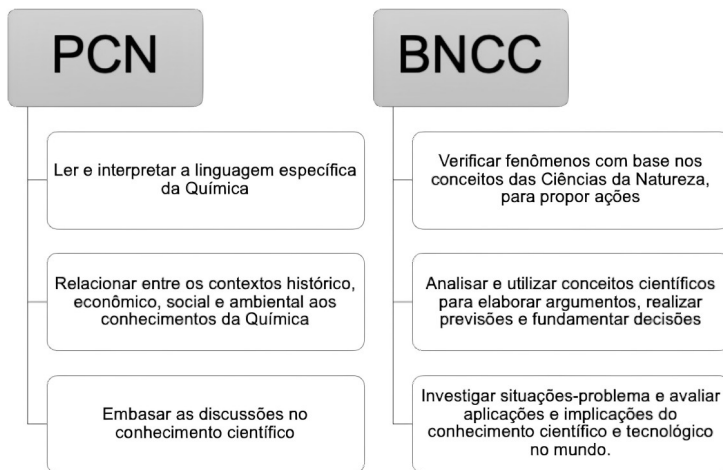 PCN
Ler e interpretar a linguagem específica
da Química
Relacionar entre os contextos histórico,
econômico, social e ambiental aos
conhecimentos da Química
Embasar as discussões no
conhecimento científico
BNCC
Verificar fenômenos com base nos
conceitos das Ciências da Natureza,
para propor ações
Analisar e utilizar conceitos científicos
para elaborar argumentos, realizar
previsões e fundamentar decisões
Investigar situações-problema e avaliar
aplicações e implicações do
conhecimento científico e tecnológico
no mundo.